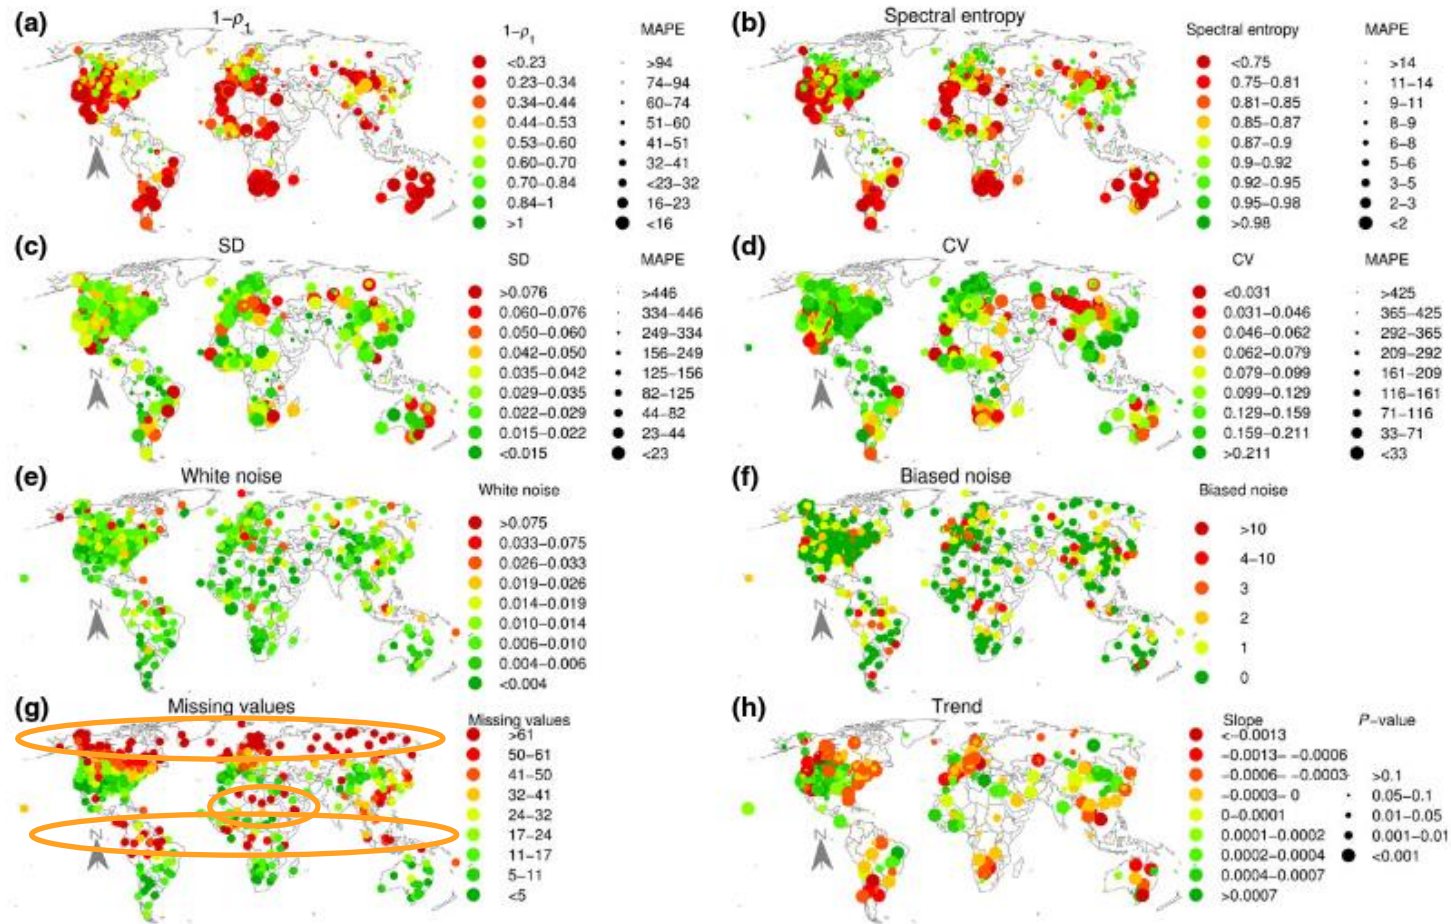 (a) 1−ρ1
1−ρ1 MAPE
<0.23 >94
0.23−0.34 74−94
0.34−0.44 60−74
0.44−0.53 51−60
0.53−0.60 41−51
0.60−0.70 32−41
0.70−0.84 <23−32
0.84−1 16−23
>1 <16
N
(b) Spectral entropy
Spectral entropy MAPE
<0.75 >14
0.75−0.81 11−14
0.81−0.85 9−11
0.85−0.87 8−9
0.87−0.9 6−8
0.9−0.92 5−6
0.92−0.95 3−5
0.95−0.98 2−3
>0.98 <2
N
(c) SD
SD MAPE
>0.076 >446
0.060−0.076 334−446
0.050−0.060 249−334
0.042−0.050 156−249
0.035−0.042 125−156
0.029−0.035 82−125
0.022−0.029 44−82
0.015−0.022 23−44
<0.015 <23
N
(d) CV
CV MAPE
<0.031 >425
0.031−0.046 365−425
0.046−0.062 292−365
0.062−0.079 209−292
0.079−0.099 161−209
0.099−0.129 116−161
0.129−0.159 71−116
0.159−0.211 33−71
>0.211 <33
N
(e) White noise
White noise
>0.075
0.033−0.075
0.026−0.033
0.019−0.026
0.014−0.019
0.010−0.014
0.006−0.010
0.004−0.006
<0.004
N
(f) Biased noise
Biased noise
>10
4−10
3
2
1
0
N
(g) Missing values
Missing values
>61
50−61
41−50
32−41
24−32
17−24
11−17
5−11
<5
N
(h) Trend
Slope P−value
<−0.0013
−0.0013−−0.0006
−0.0006−−0.0003 >0.1
−0.0003−0 0.05−0.1
0−0.0001 0.01−0.05
0.0001−0.0002 0.001−0.01
0.0002−0.0004 <0.001
0.0004−0.0007
>0.0007
N